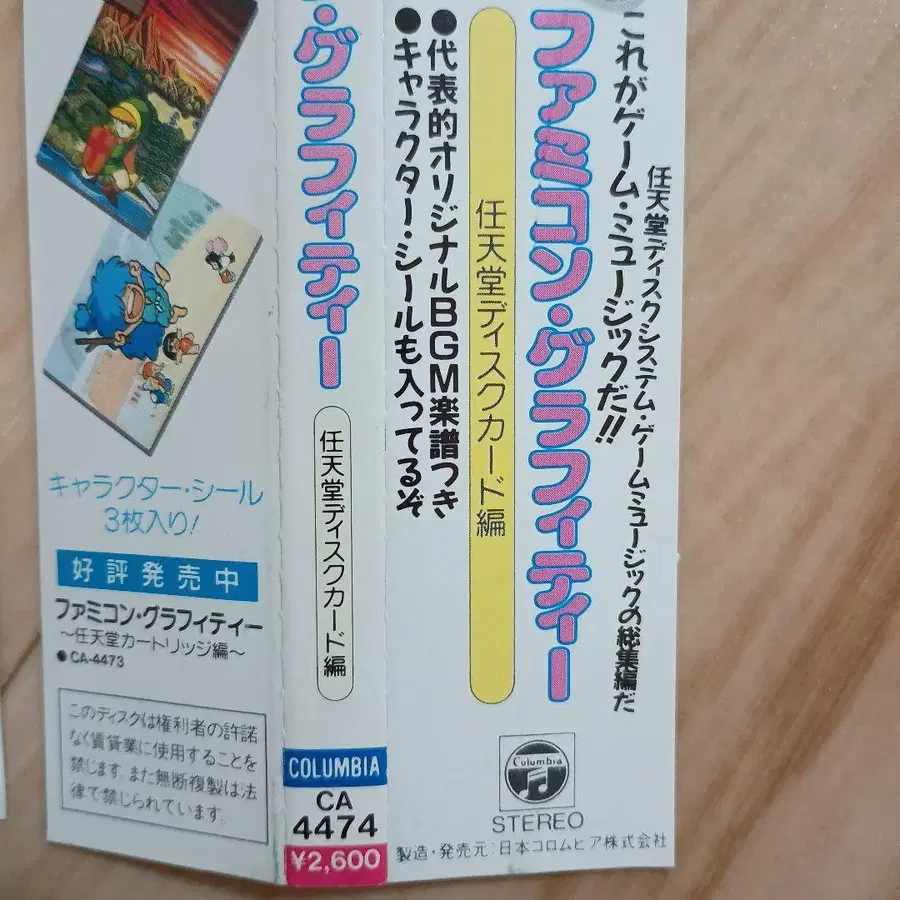 これがゲーム・ミュージックだ!!
任天堂ディスクシステム・ゲームミュージックの総集編だ
ファミコン・グラフィティー
任天堂ディスクカード編
●代表的オリジナルBGM楽譜つき
●キャラクター・シールも入ってるぞ
Columbia
STEREO
製造・発売元:日本コロムビア株式会社
・グラフィティー
任天堂ディスクカード編
COLUMBIA
CA
4474
¥2,600
キャラクター・シール
3枚入り!
好評発売中
ファミコン・グラフィティー
〜任天堂カートリッジ編〜
●CA-4473
このディスクは権利者の許諾
なく賃貸業に使用することを
禁じます。また無断複製は法
律で禁じられています。